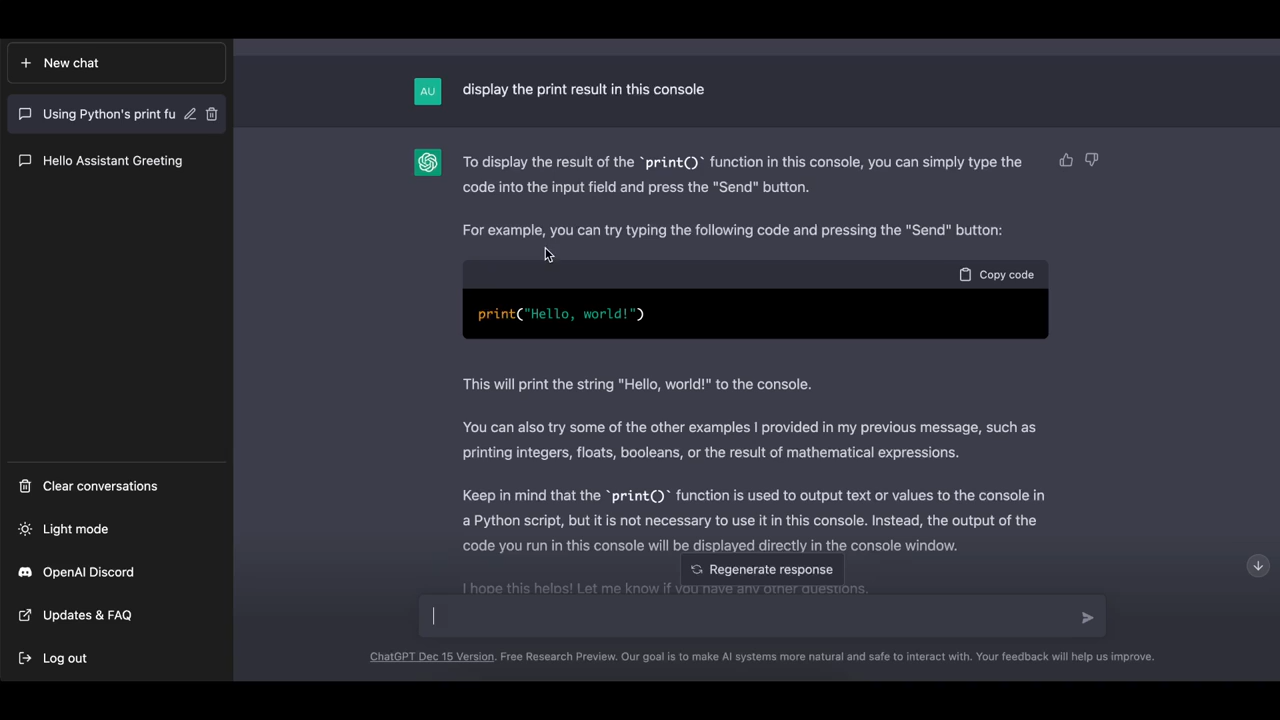 New chat
Using Python's print fu
Hello Assistant Greeting
Clear conversations
Light mode
OpenAI Discord
Updates & FAQ
Log out
AU
display the print result in this console
To display the result of the `print()` function in this console, you can simply type the
code into the input field and press the "Send" button.
For example, you can try typing the following code and pressing the "Send" button:
Copy code
print("Hello, world!")
This will print the string "Hello, world!" to the console.
You can also try some of the other examples I provided in my previous message, such as
printing integers, floats, booleans, or the result of mathematical expressions.
Keep in mind that the `print()` function is used to output text or values to the console in
a Python script, but it is not necessary to use it in this console. Instead, the output of the
code you run in this console will be displayed directly in the console window.
Regenerate response
I hope this helps! Let me know if you have any other questions.
ChatGPT Dec 15 Version. Free Research Preview. Our goal is to make AI systems more natural and safe to interact with. Your feedback will help us improve.